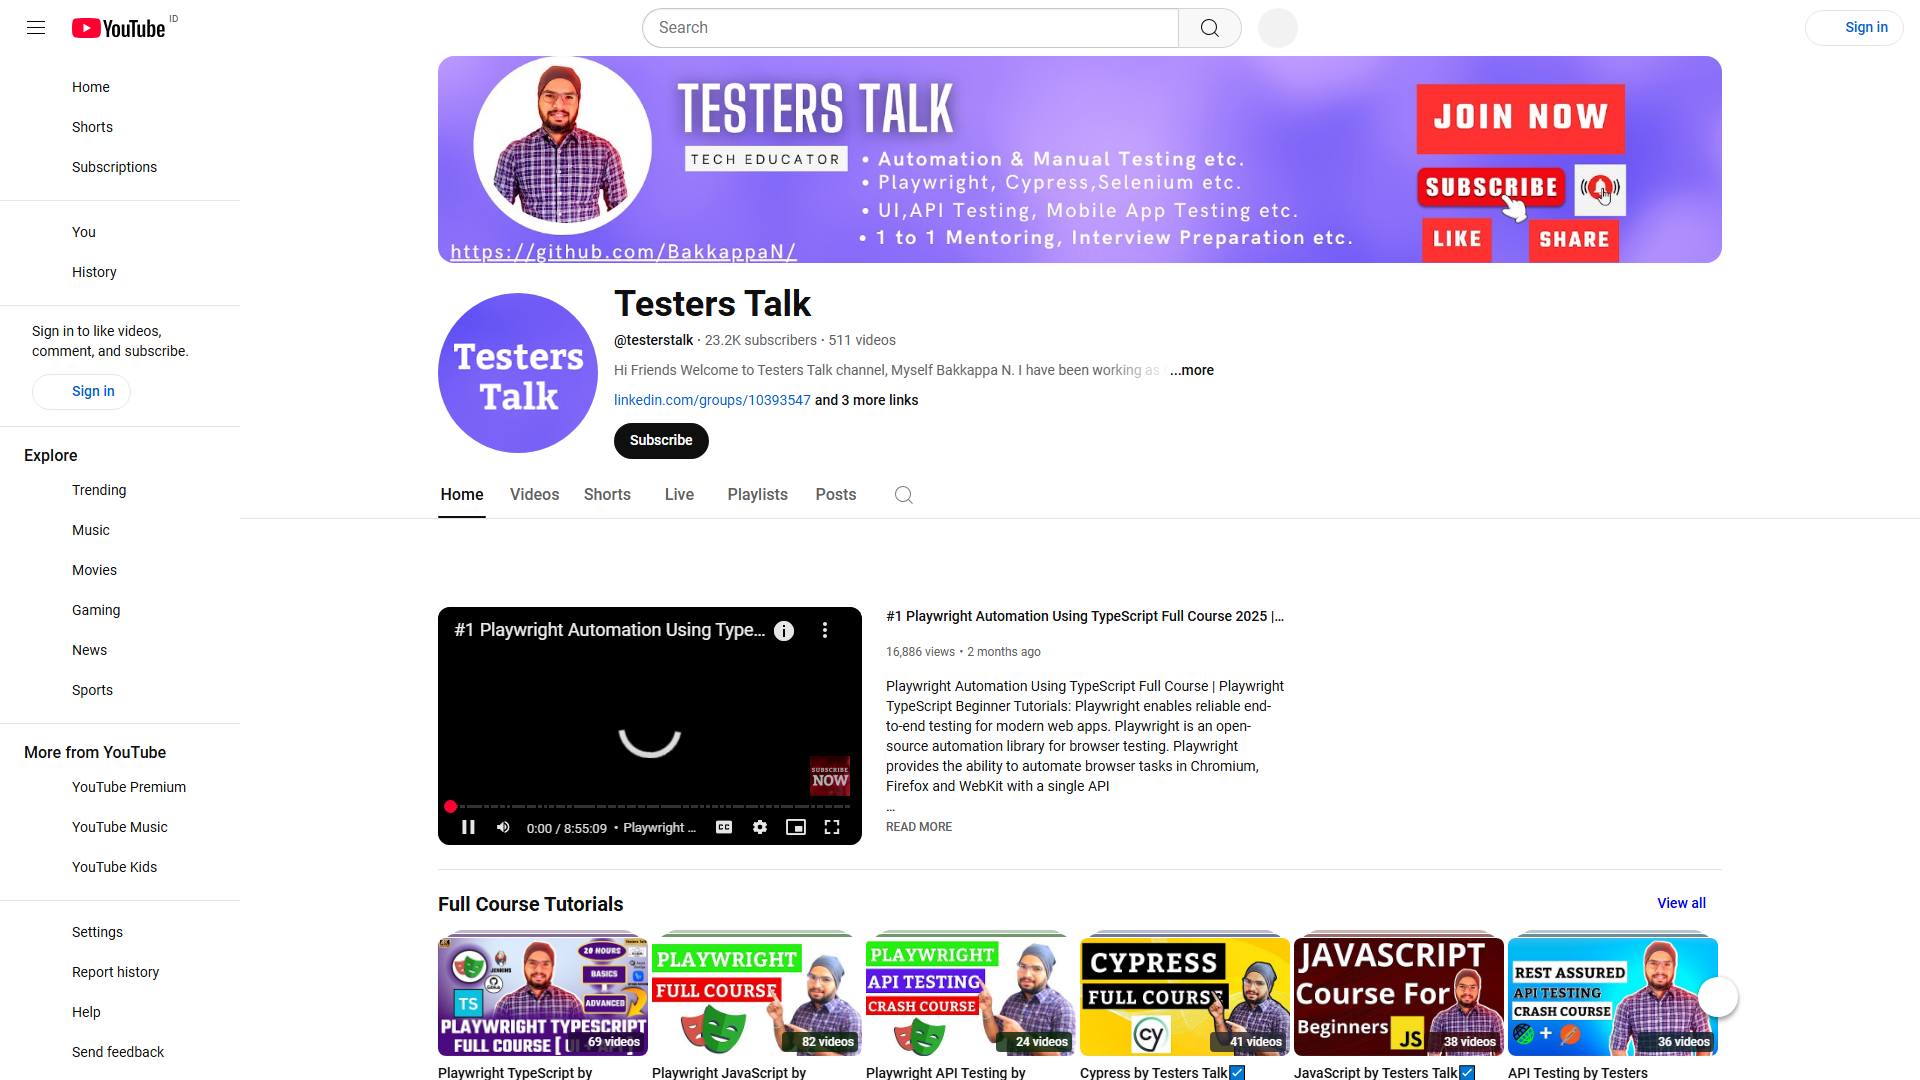 YouTube ID
Search
Sign in
Home
Shorts
Subscriptions
You
History
Sign in to like videos,
comment, and subscribe.
Sign in
Explore
Trending
Music
Movies
Gaming
News
Sports
More from YouTube
YouTube Premium
YouTube Music
YouTube Kids
Settings
Report history
Help
Send feedback
TESTERS TALK
TECH EDUCATOR
• Automation & Manual Testing etc.
• Playwright, Cypress,Selenium etc.
• UI,API Testing, Mobile App Testing etc.
• 1 to 1 Mentoring, Interview Preparation etc.
https://github.com/BakkappaN/
JOIN NOW
SUBSCRIBE
LIKE
SHARE
Testers
Talk
Testers Talk
@testerstalk · 23.2K subscribers · 511 videos
Hi Friends Welcome to Testers Talk channel, Myself Bakkappa N. I have been working as ...more
linkedin.com/groups/10393547 and 3 more links
Subscribe
Home Videos Shorts Live Playlists Posts
#1 Playwright Automation Using Type...
SUBSCRIBE
NOW
0:00 / 8:55:09 • Playwright ...
CC
#1 Playwright Automation Using TypeScript Full Course 2025 |...
16,886 views • 2 months ago
Playwright Automation Using TypeScript Full Course | Playwright
TypeScript Beginner Tutorials: Playwright enables reliable end-
to-end testing for modern web apps. Playwright is an open-
source automation library for browser testing. Playwright
provides the ability to automate browser tasks in Chromium,
Firefox and WebKit with a single API
...
READ MORE
Full Course Tutorials
View all
20 HOURS
JENKINS
BASICS
TS
ADVANCED
PLAYWRIGHT TYPESCRIPT
FULL COURSE [ UI
69 videos
Playwright TypeScript by
PLAYWRIGHT
FULL COURSE
82 videos
Playwright JavaScript by
PLAYWRIGHT
API TESTING
CRASH COURSE
24 videos
Playwright API Testing by
CYPRESS
FULL COURSE
cy
41 videos
Cypress by Testers Talk
JAVASCRIPT
Course For
Beginners
JS
38 videos
JavaScript by Testers Talk
REST ASSURED
API TESTING
CRASH COURSE
+
36 videos
API Testing by Testers